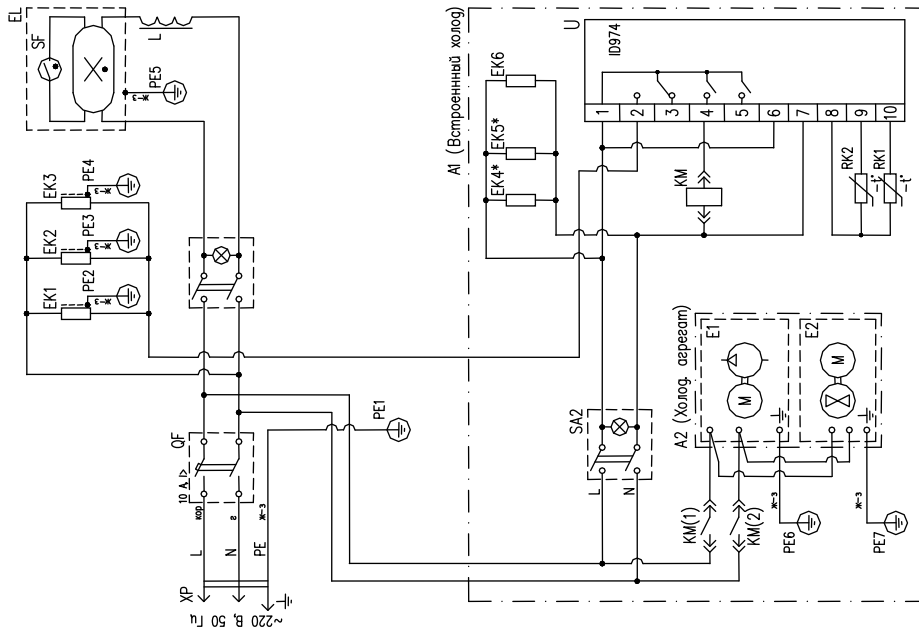 EL
SF
L
PE5
ж-з
EK3
PE4
ж-з
EK2
PE3
ж-з
EK1
PE2
ж-з
QF
10 А I>
PE1
кор
г
ж-з
L
N
PE
XP
~220 В, 50 Гц
А1 (Встроенный холод)
U
ID974
EK6
EK5*
EK4*
1
2
3
4
5
6
7
8
9
10
KM
RK2
-t°
RK1
-t°
SA2
L
N
А2 (Холод. агрегат)
E1
M
E2
M
KM(1)
KM(2)
ж-з
PE6
ж-з
PE7